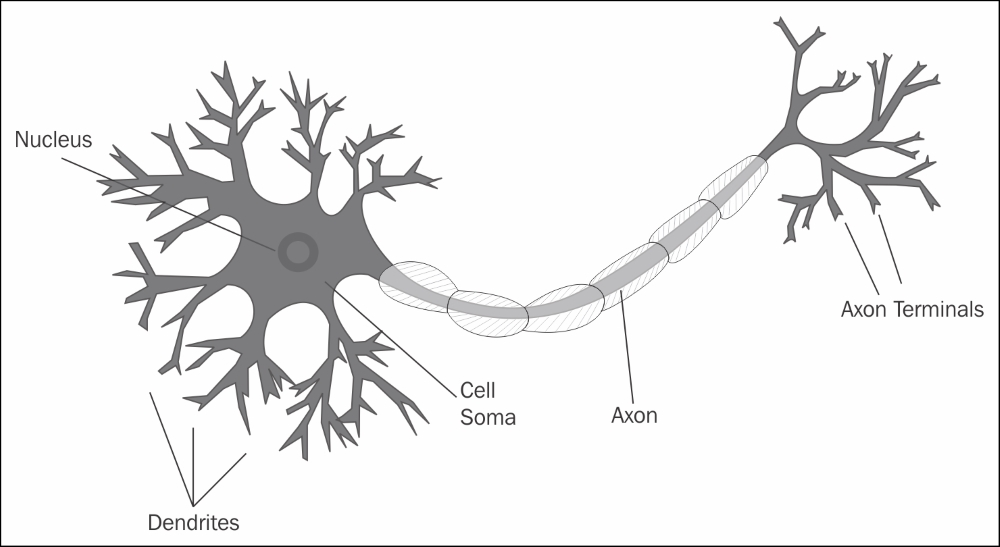 Nucleus
Axon Terminals
Cell
Soma
Axon
Dendrites